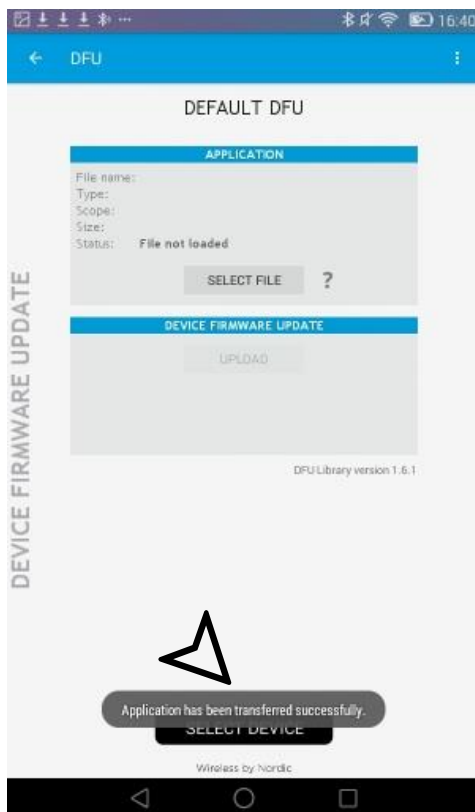 16:40
DFU
DEFAULT DFU
APPLICATION
File name:
Type:
Scope:
Size:
Status: File not loaded
SELECT FILE ?
DEVICE FIRMWARE UPDATE
UPLOAD
DFU Library version 1.6.1
DEVICE FIRMWARE UPDATE
Application has been transferred successfully.
SELECT DEVICE
Wireless by Nordic